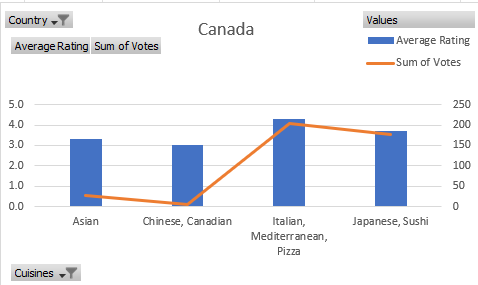 Country
Canada
Values
Average Rating Sum of Votes
Average Rating
Sum of Votes
5.0
4.0
3.0
2.0
1.0
0.0
250
200
150
100
50
0
Asian
Chinese, Canadian
Italian,
Mediterranean,
Pizza
Japanese, Sushi
Cuisines